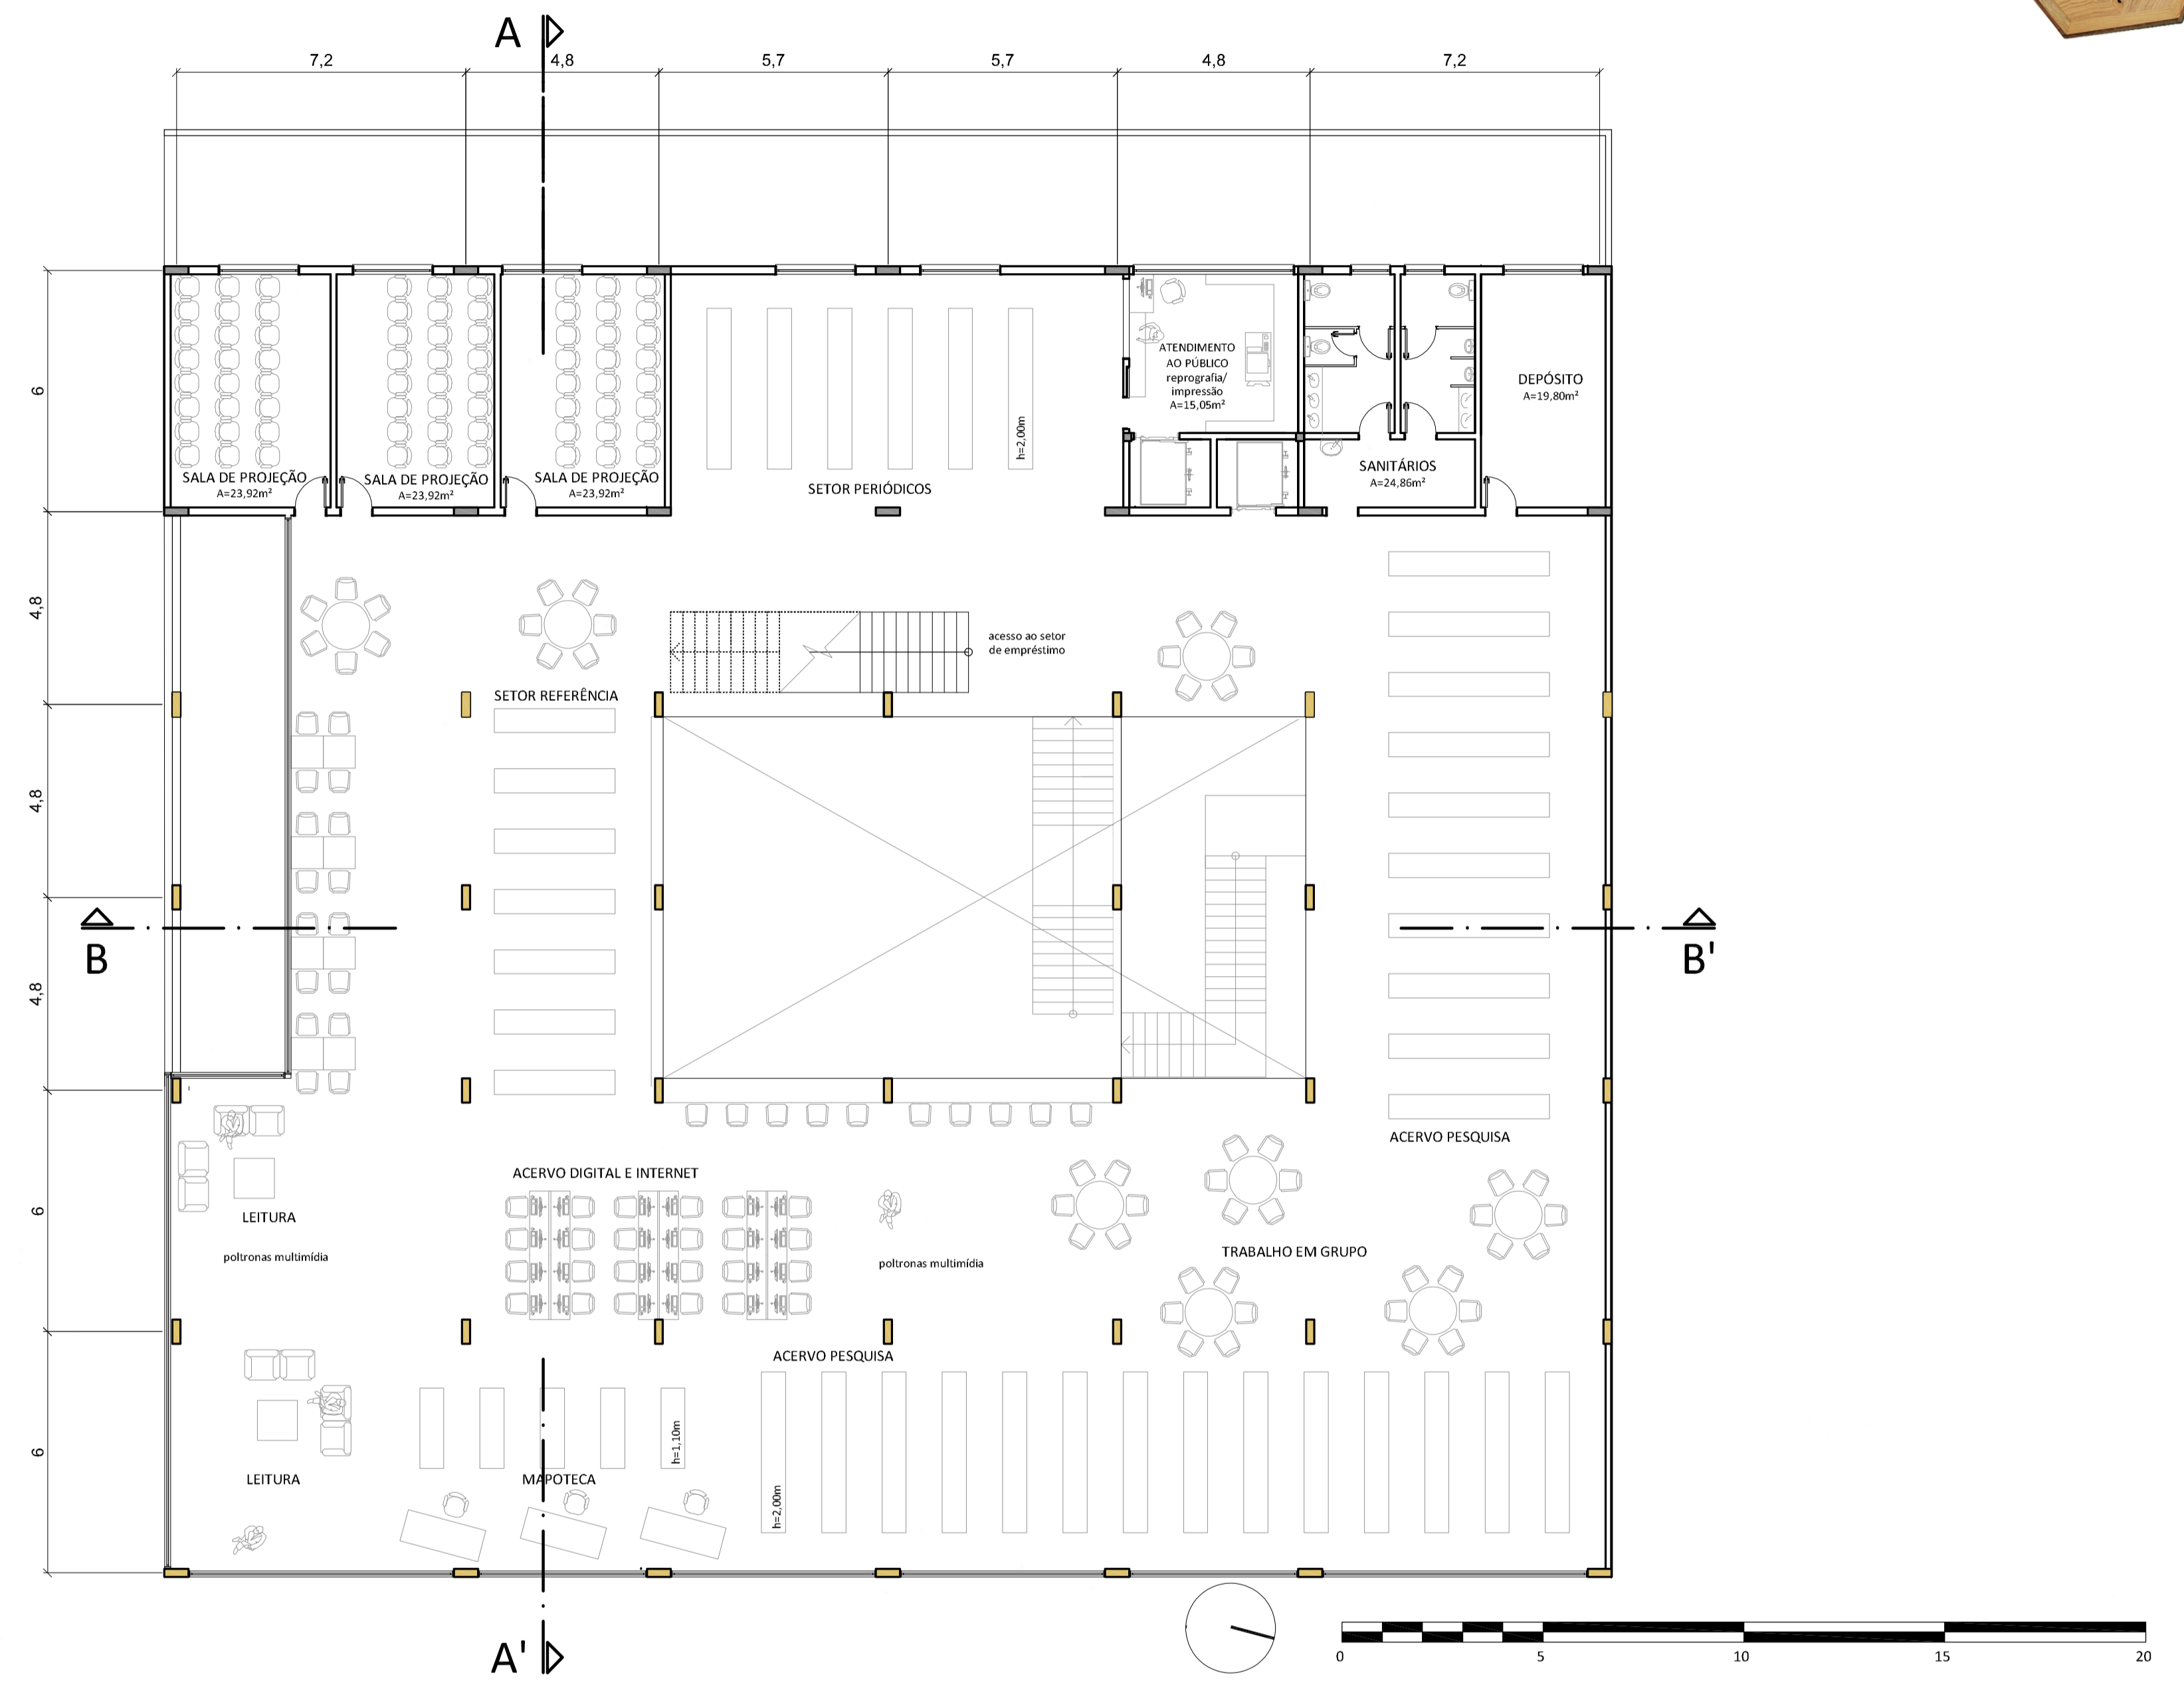 A
7,2
4,8
5,7
5,7
4,8
7,2
6
4,8
4,8
4,8
6
6
SALA DE PROJEÇÃO
A=23,92m²
SALA DE PROJEÇÃO
A=23,92m²
SALA DE PROJEÇÃO
A=23,92m²
h=2,00m
SETOR PERIÓDICOS
ATENDIMENTO
AO PÚBLICO
reprografia/
impressão
A=15,05m²
SANITÁRIOS
A=24,86m²
DEPÓSITO
A=19,80m²
acesso ao setor
de empréstimo
SETOR REFERÊNCIA
B
B'
ACERVO PESQUISA
ACERVO DIGITAL E INTERNET
LEITURA
poltronas multimídia
poltronas multimídia
TRABALHO EM GRUPO
ACERVO PESQUISA
h=1,10m
LEITURA
MAPOTECA
h=2,00m
A'
0
5
10
15
20